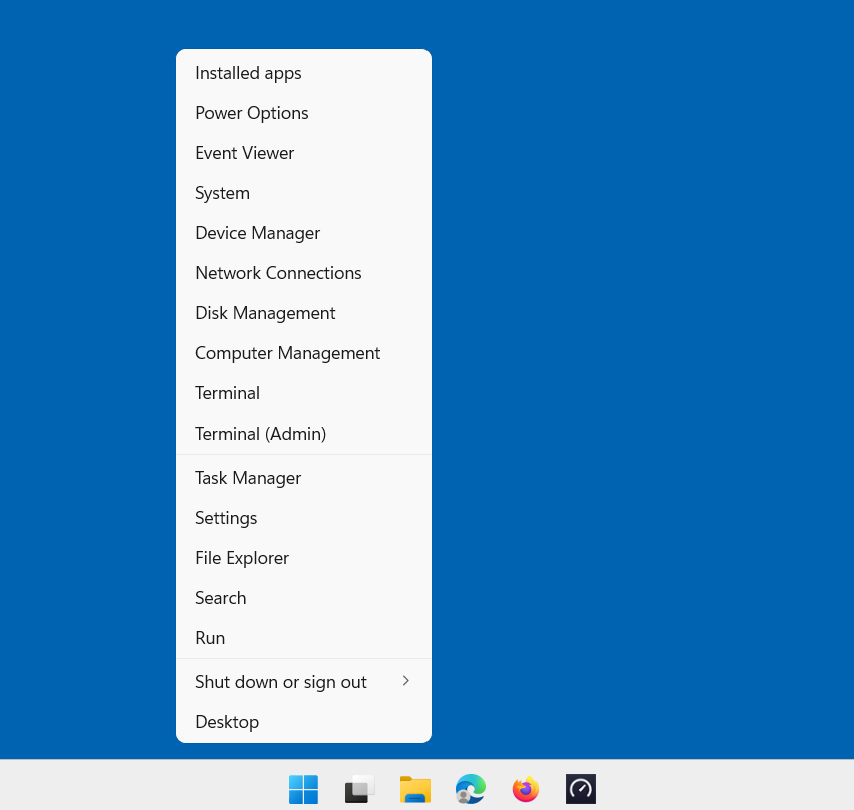 Installed apps
Power Options
Event Viewer
System
Device Manager
Network Connections
Disk Management
Computer Management
Terminal
Terminal (Admin)
Task Manager
Settings
File Explorer
Search
Run
Shut down or sign out
Desktop